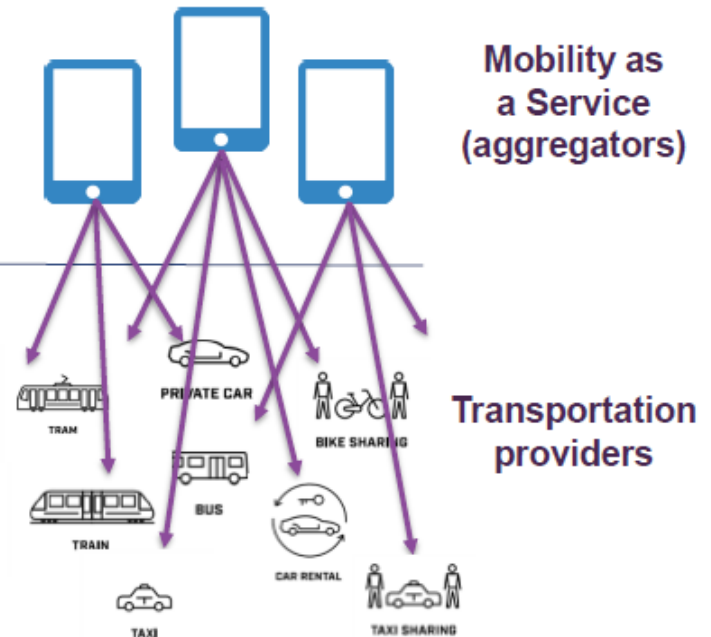 Mobility as
a Service
(aggregators)
PRIVATE CAR
TRAM
BIKE SHARING
Transportation
providers
BUS
TRAIN
CAR RENTAL
TAXI
TAXI SHARING